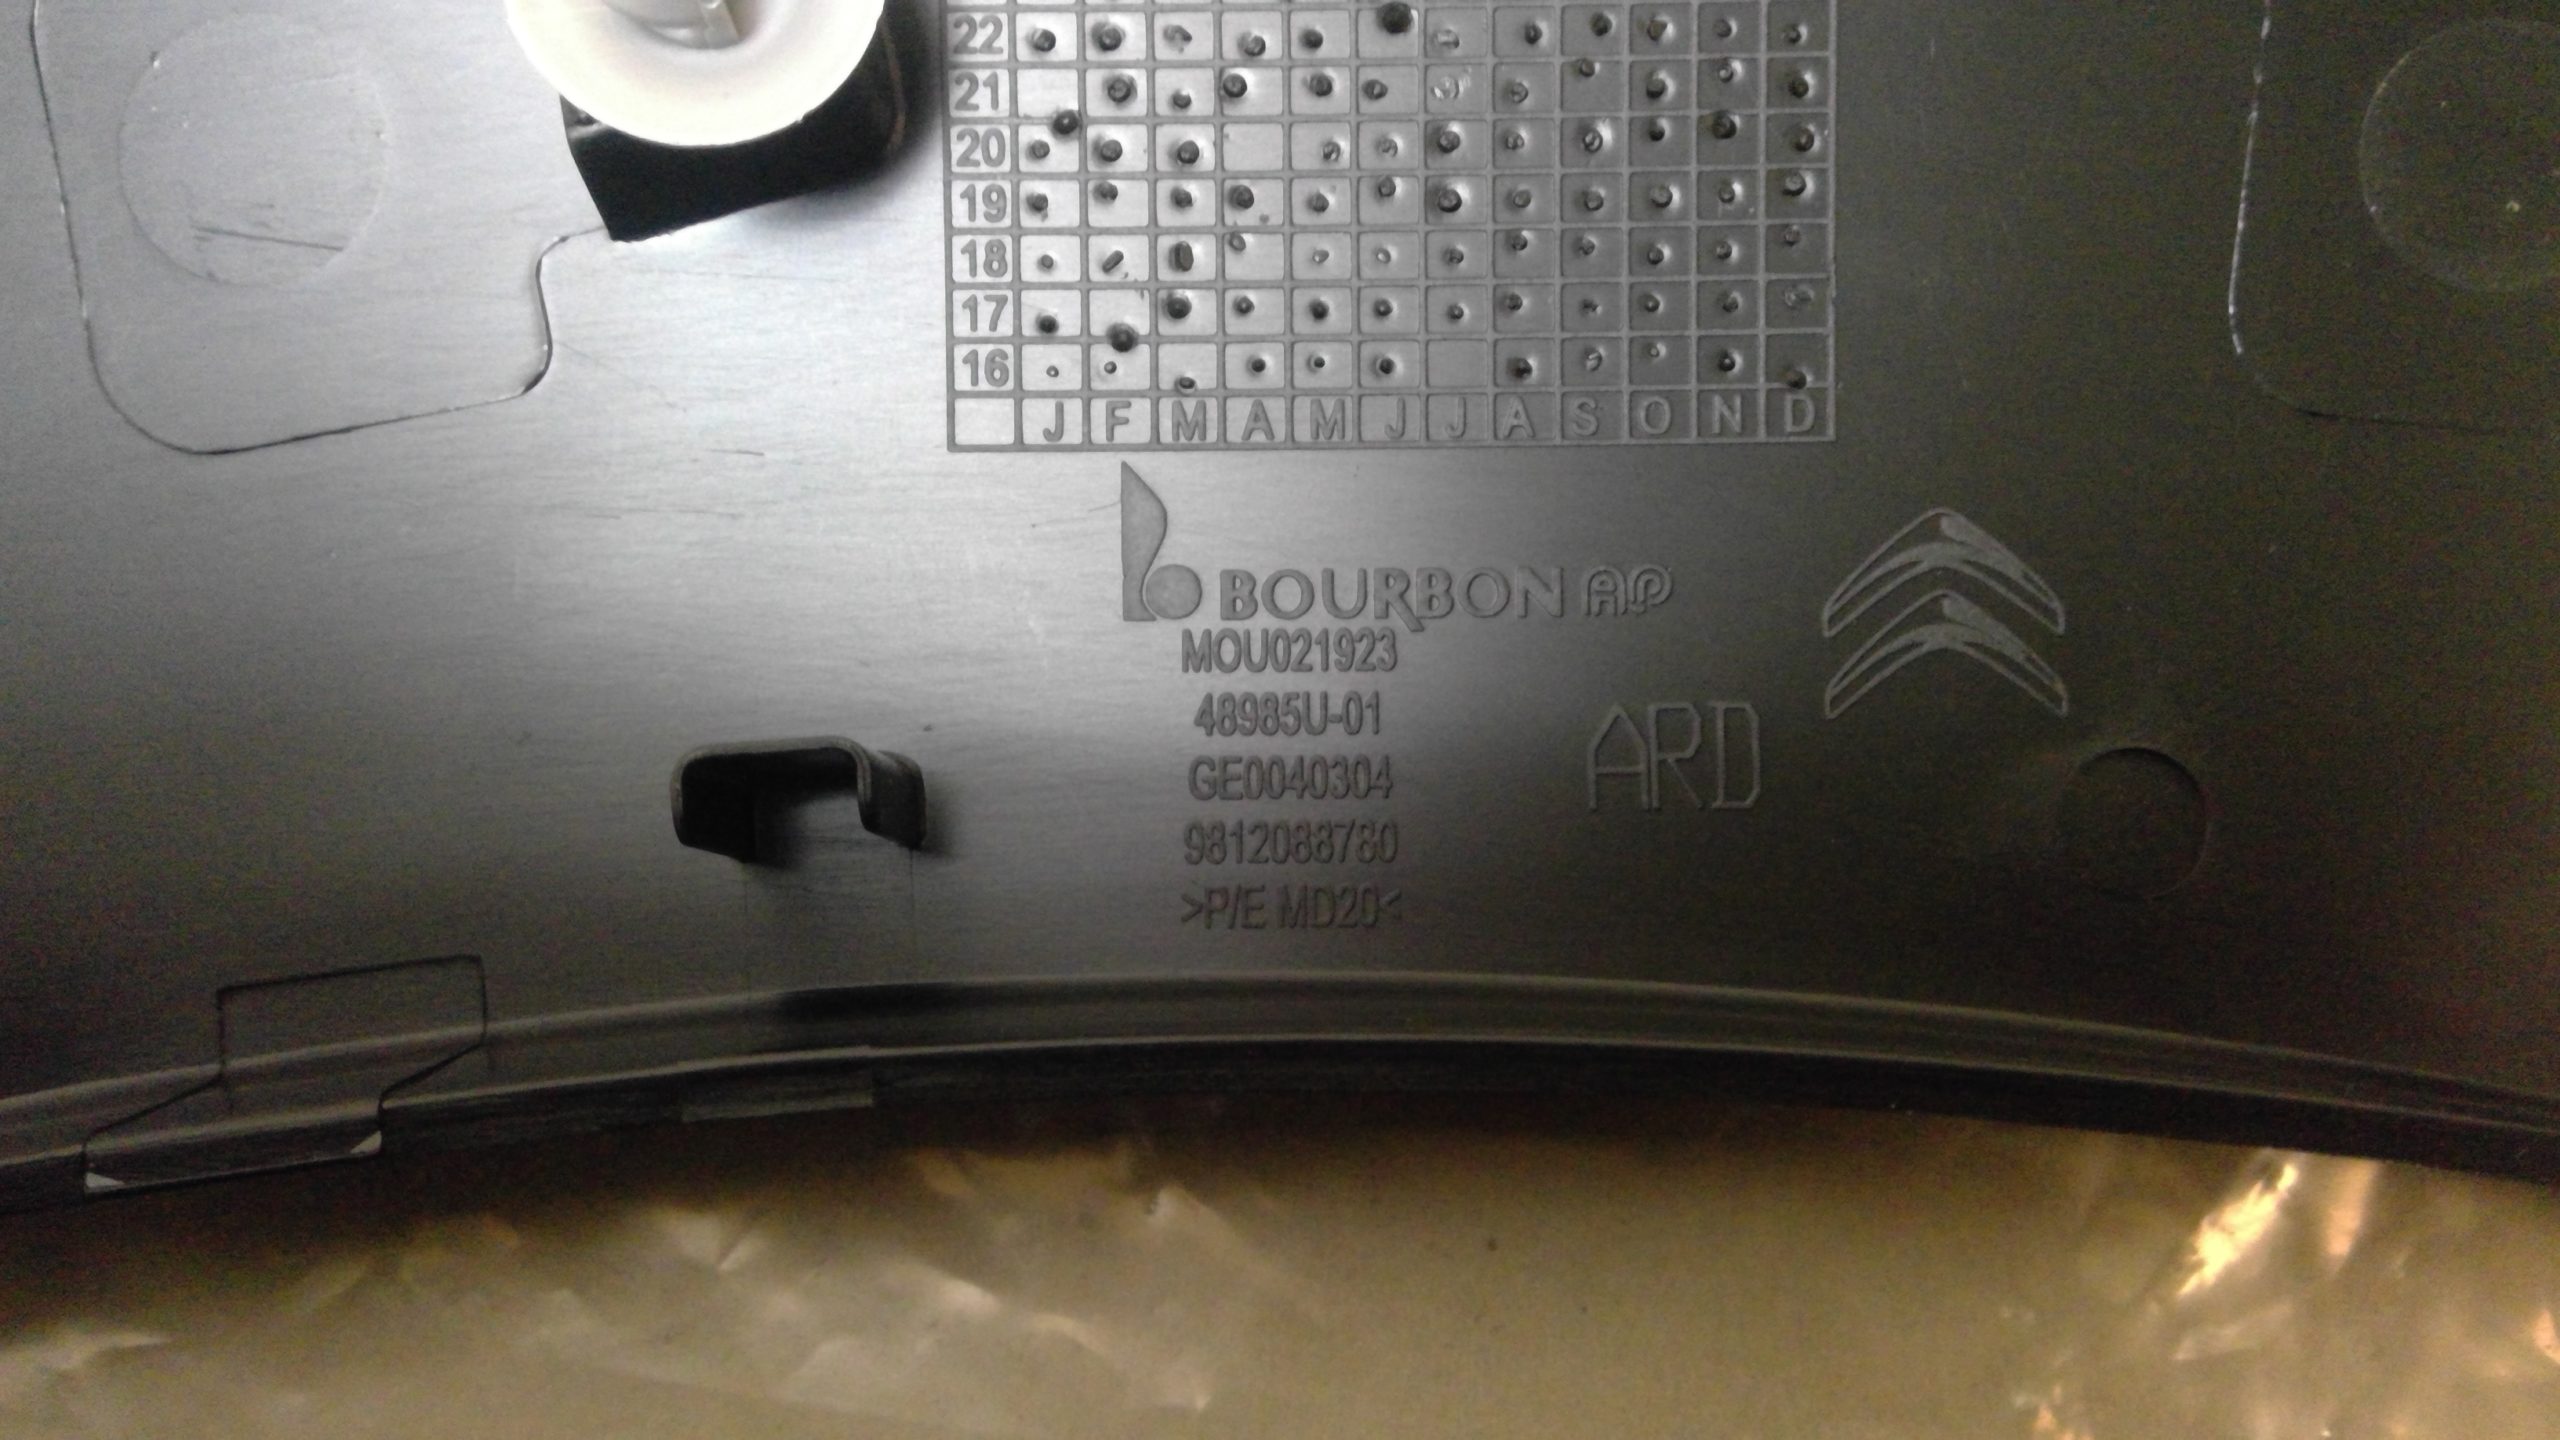 22
21
20
19
18
17
16
J F M A M J J A S O N D
BOURBON AP
MOU021923
48985U-01
GE0040304
9812088780
>P/E MD20<
ARD